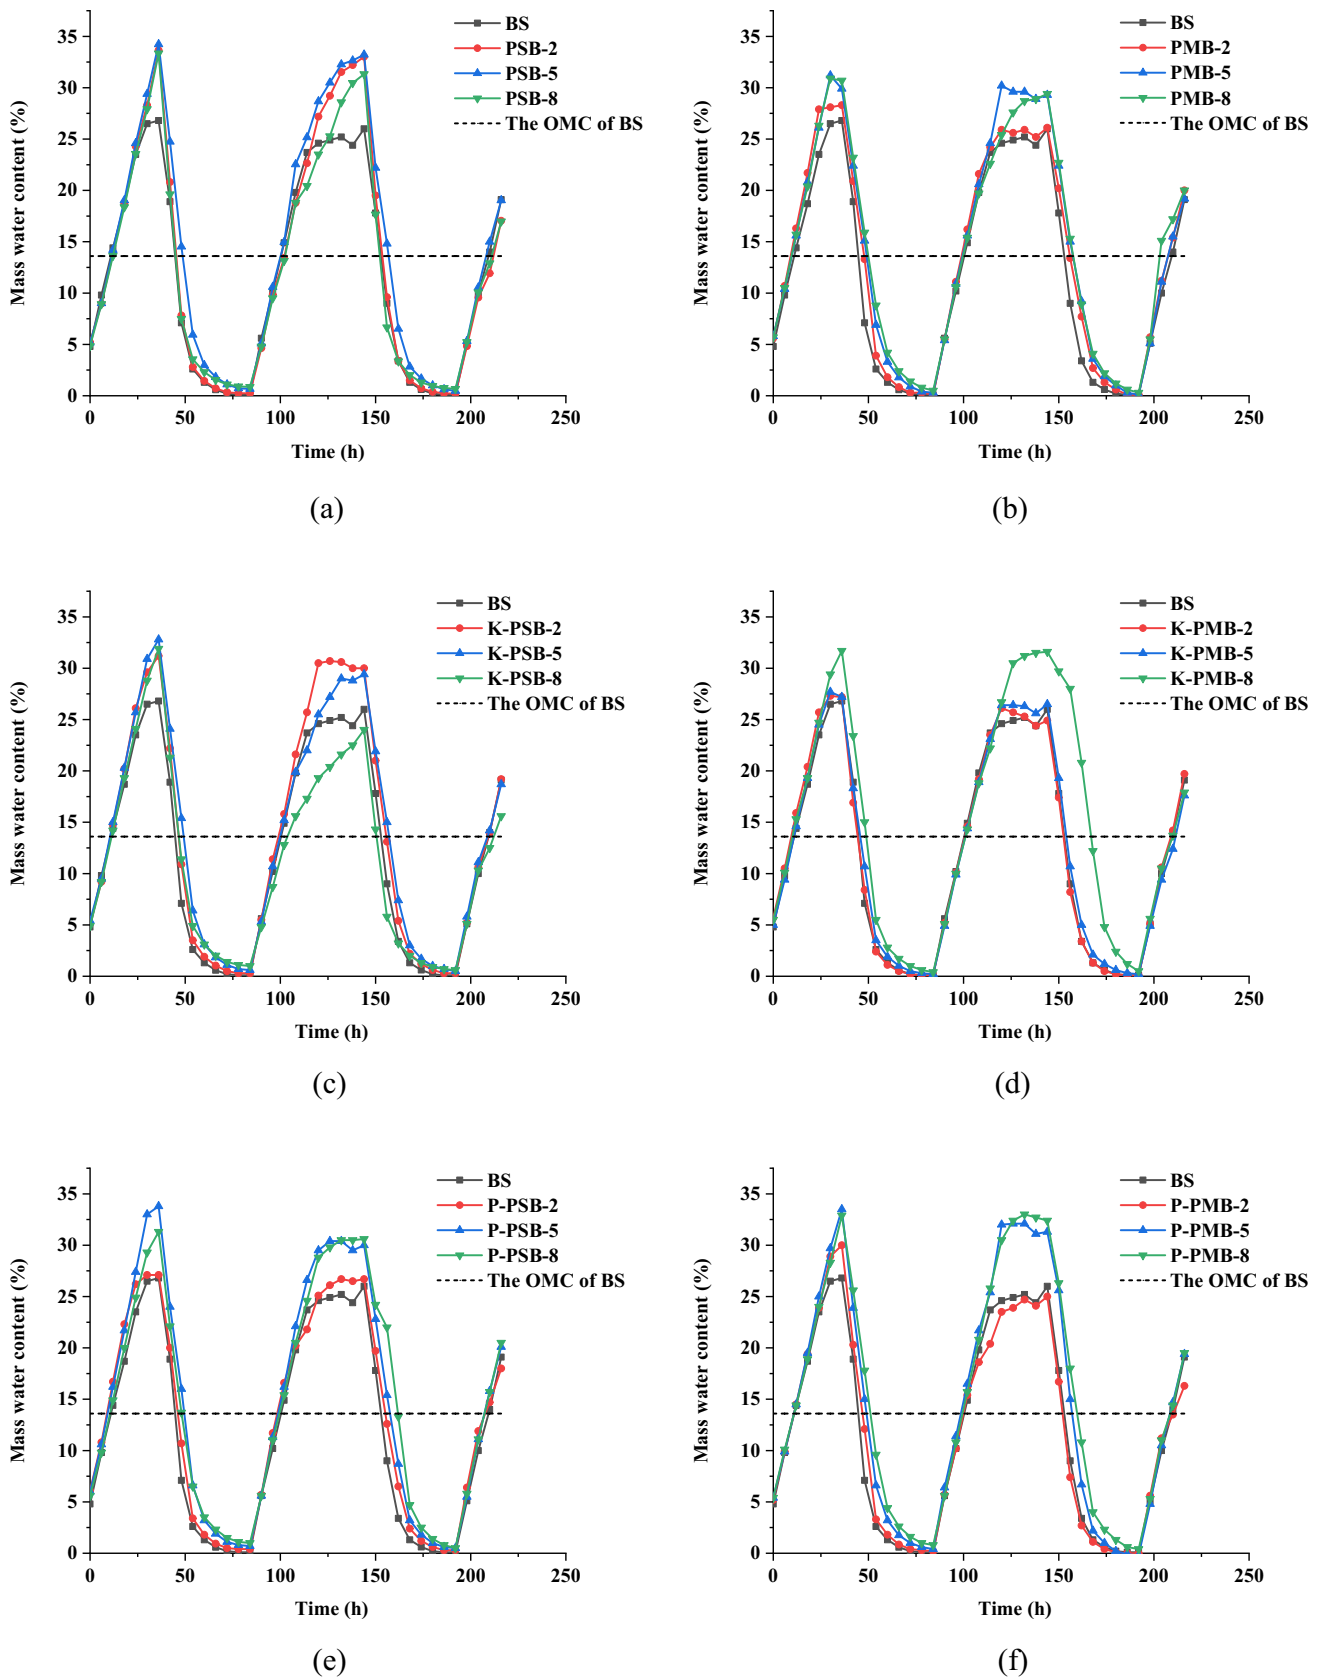 BS
PSB-2
PSB-5
PSB-8
The OMC of BS
Mass water content (%)
35
30
25
20
15
10
5
0
0 50 100 150 200 250
Time (h)
(a)
BS
PMB-2
PMB-5
PMB-8
The OMC of BS
Mass water content (%)
35
30
25
20
15
10
5
0
0 50 100 150 200 250
Time (h)
(b)
BS
K-PSB-2
K-PSB-5
K-PSB-8
The OMC of BS
Mass water content (%)
35
30
25
20
15
10
5
0
0 50 100 150 200 250
Time (h)
(c)
BS
K-PMB-2
K-PMB-5
K-PMB-8
The OMC of BS
Mass water content (%)
35
30
25
20
15
10
5
0
0 50 100 150 200 250
Time (h)
(d)
BS
P-PSB-2
P-PSB-5
P-PSB-8
The OMC of BS
Mass water content (%)
35
30
25
20
15
10
5
0
0 50 100 150 200 250
Time (h)
(e)
BS
P-PMB-2
P-PMB-5
P-PMB-8
The OMC of BS
Mass water content (%)
35
30
25
20
15
10
5
0
0 50 100 150 200 250
Time (h)
(f)